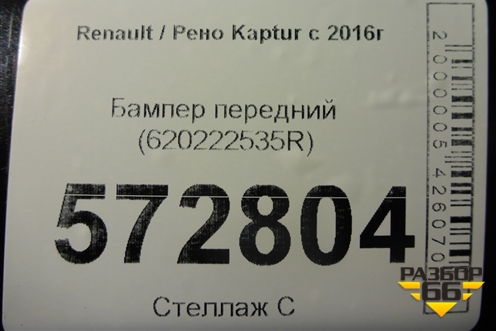 Renault / Рено Kaptur с 2016г
Бампер передний
(620222535R)
572804
Стеллаж С
2000005426070
РАЗБОР
66